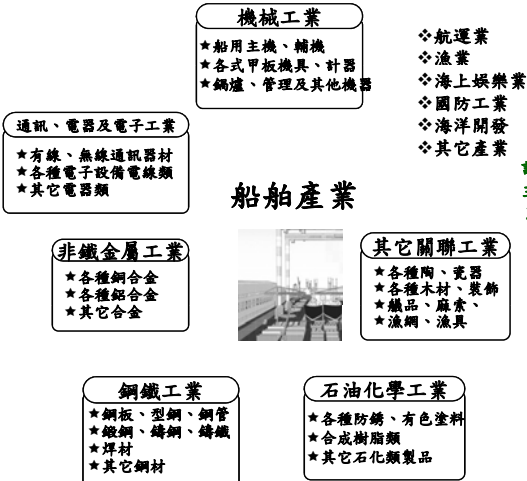 機械工業
★船用主機、輔機
★各式甲板機具、計器
★鍋爐、管理及其他機器
❖航運業
❖漁業
❖海上娛樂業
❖國防工業
❖海洋開發
❖其它產業
通訊、電器及電子工業
★有線、無線通訊器材
★各種電子設備電線類
★其它電器類
船舶產業
非鐵金屬工業
★各種銅合金
★各種鋁合金
★其它合金
其它關聯工業
★各種陶、瓷器
★各種木材、裝飾
★艤品、麻索、
★漁網、漁具
鋼鐵工業
★鋼板、型鋼、鋼管
★鍛鋼、鑄鋼、鑄鐵
★焊材
★其它鋼材
石油化學工業
★各種防銹、有色塗料
★合成樹脂類
★其它石化類製品